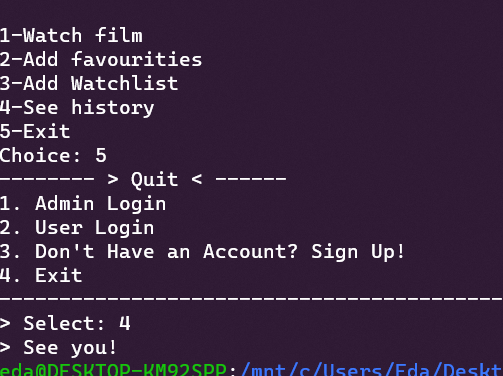 1-Watch film
2-Add favourities
3-Add Watchlist
4-See history
5-Exit
Choice: 5
-------- > Quit < ------
1. Admin Login
2. User Login
3. Don't Have an Account? Sign Up!
4. Exit
------------------------------------------
> Select: 4
> See you!
eda@DESKTOP-KM92SPP:/mnt/c/Users/Eda/Deskt